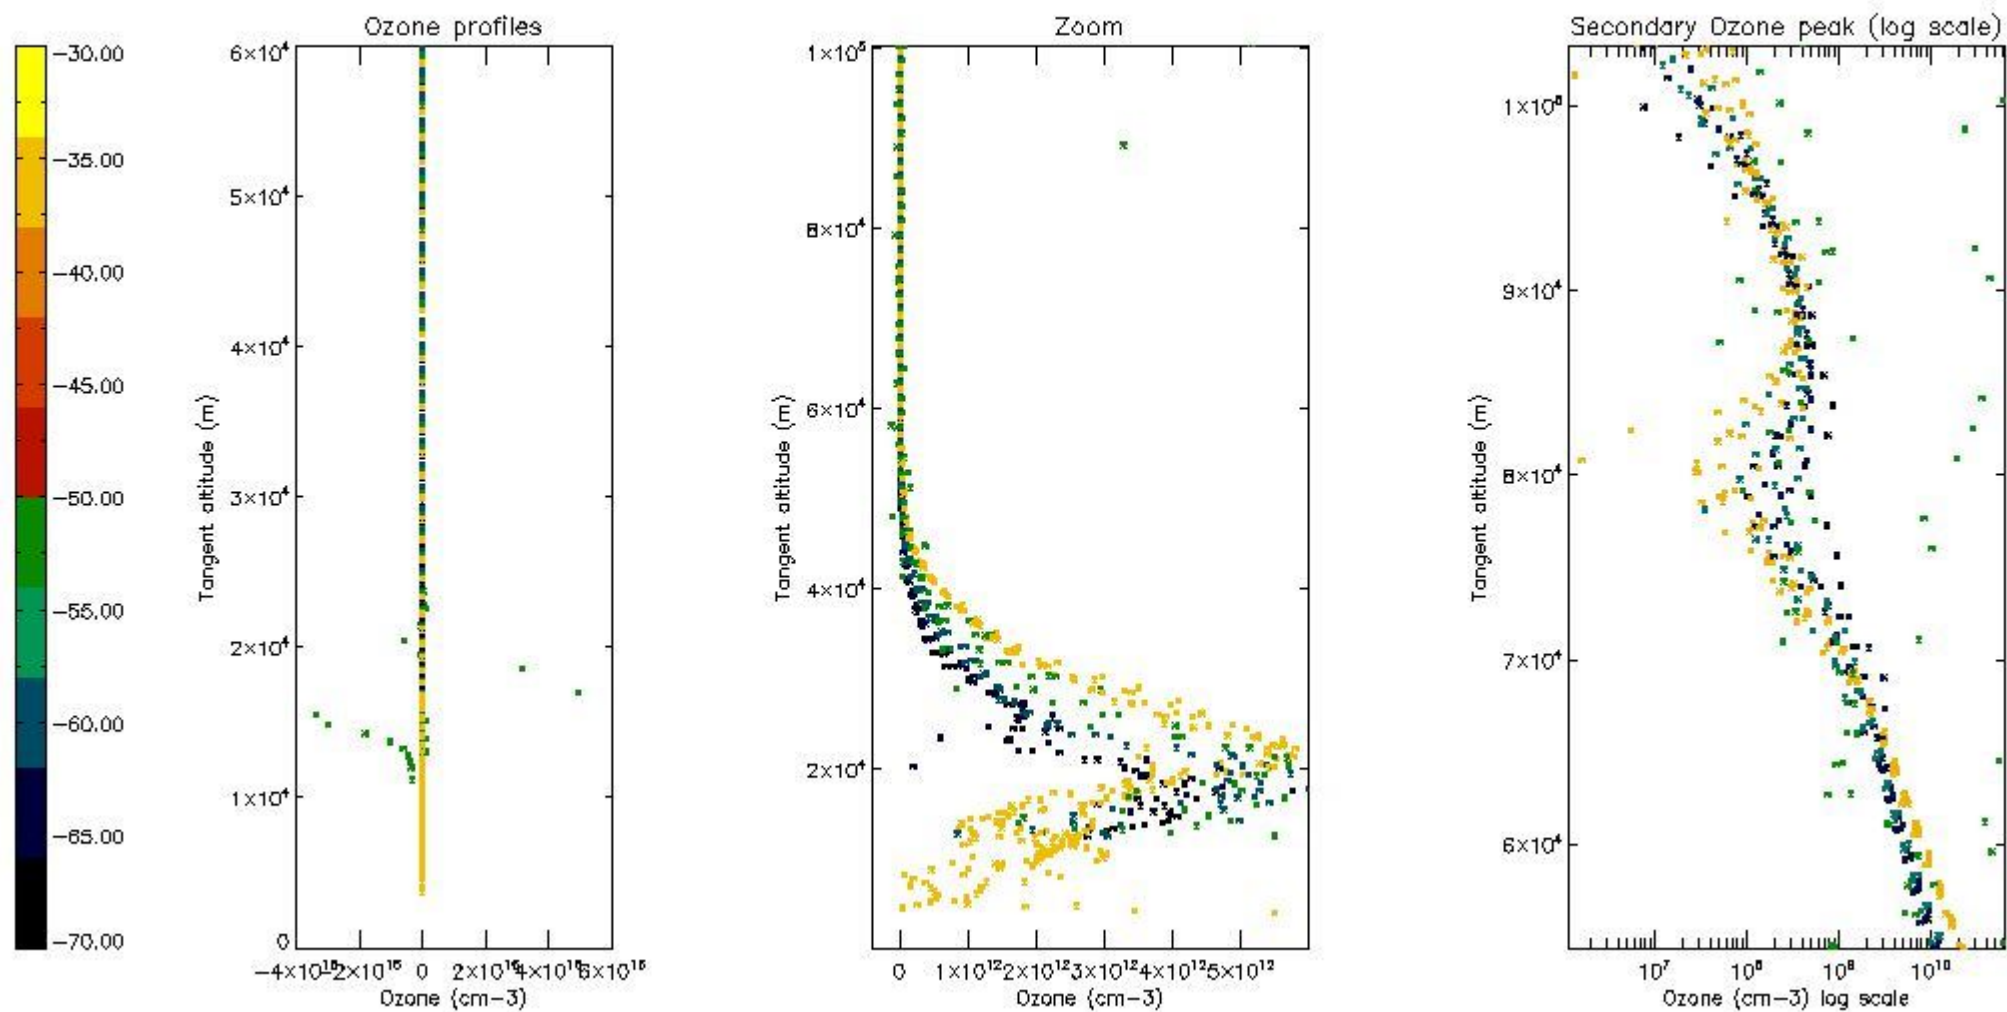 Ozone profiles
Zoom
Secondary Ozone peak (log scale)
−30.00
−35.00
−40.00
−45.00
−50.00
−55.00
−60.00
−65.00
−70.00
6×10⁴
5×10⁴
4×10⁴
3×10⁴
2×10⁴
1×10⁴
0
Tangent altitude (m)
0
Ozone (cm−3)
1×10⁵
8×10⁴
6×10⁴
4×10⁴
2×10⁴
Tangent altitude (m)
0 1×10¹² 2×10¹² 3×10¹² 4×10¹² 5×10¹²
Ozone (cm−3)
9×10⁴
8×10⁴
7×10⁴
6×10⁴
Tangent altitude (m)
10⁷ 10⁸ 10⁹ 10¹⁰
Ozone (cm−3) log scale